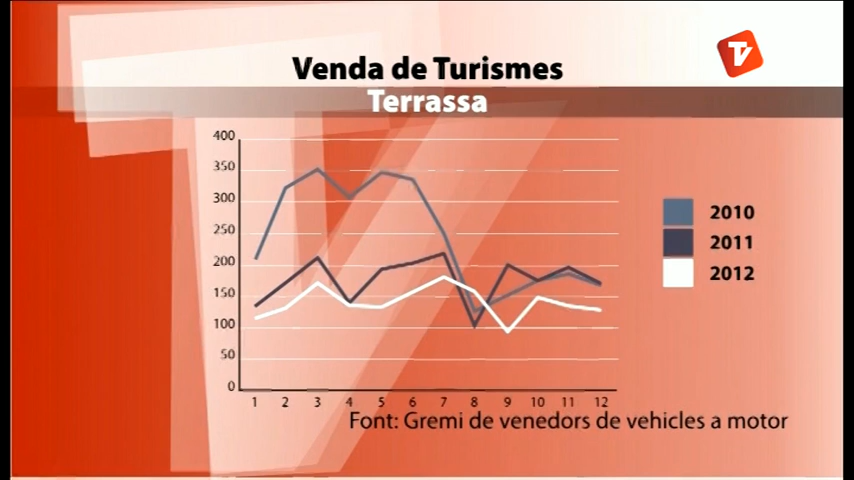 Venda de Turismes
TV
Terrassa
400
350
300
250
200
150
100
50
0
1 2 3 4 5 6 7 8 9 10 11 12
2010
2011
2012
Font: Gremi de venedors de vehicles a motor